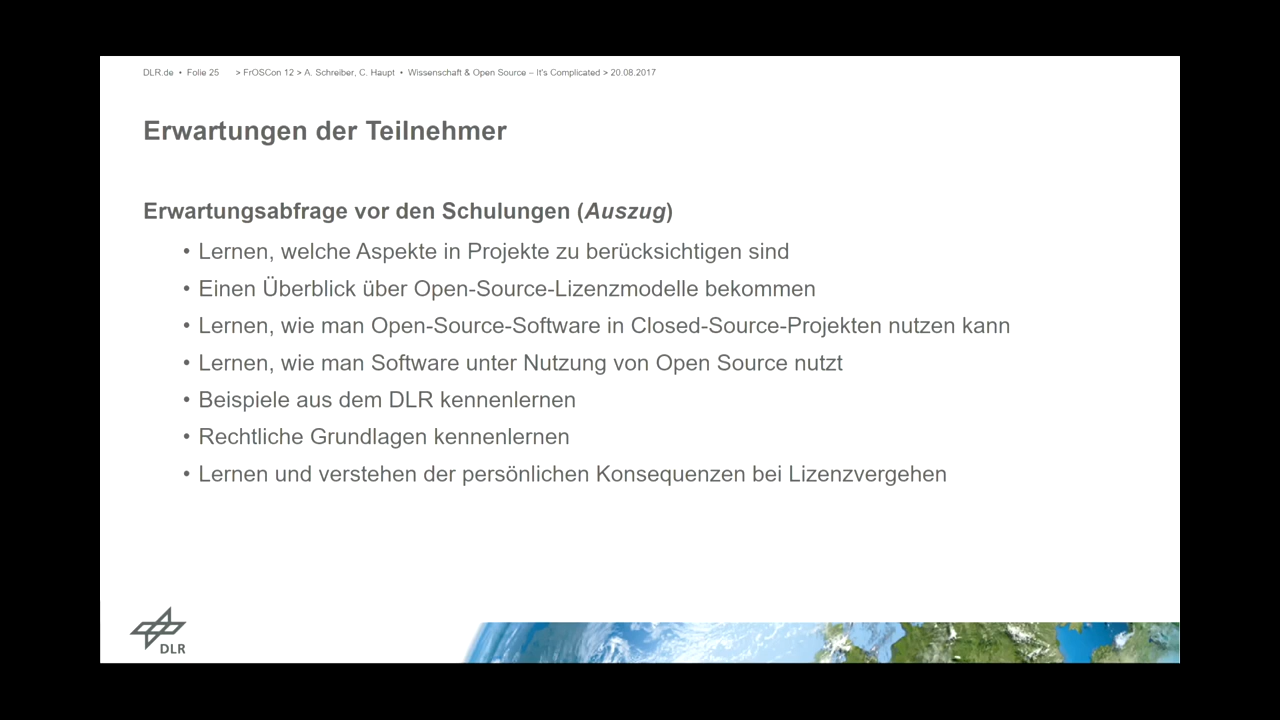 DLR.de • Folie 25 > FrOSCon 12 > A. Schreiber, C. Haupt • Wissenschaft & Open Source – It's Complicated > 20.08.2017
Erwartungen der Teilnehmer
Erwartungsabfrage vor den Schulungen (Auszug)
• Lernen, welche Aspekte in Projekte zu berücksichtigen sind
• Einen Überblick über Open-Source-Lizenzmodelle bekommen
• Lernen, wie man Open-Source-Software in Closed-Source-Projekten nutzen kann
• Lernen, wie man Software unter Nutzung von Open Source nutzt
• Beispiele aus dem DLR kennenlernen
• Rechtliche Grundlagen kennenlernen
• Lernen und verstehen der persönlichen Konsequenzen bei Lizenzvergehen
DLR